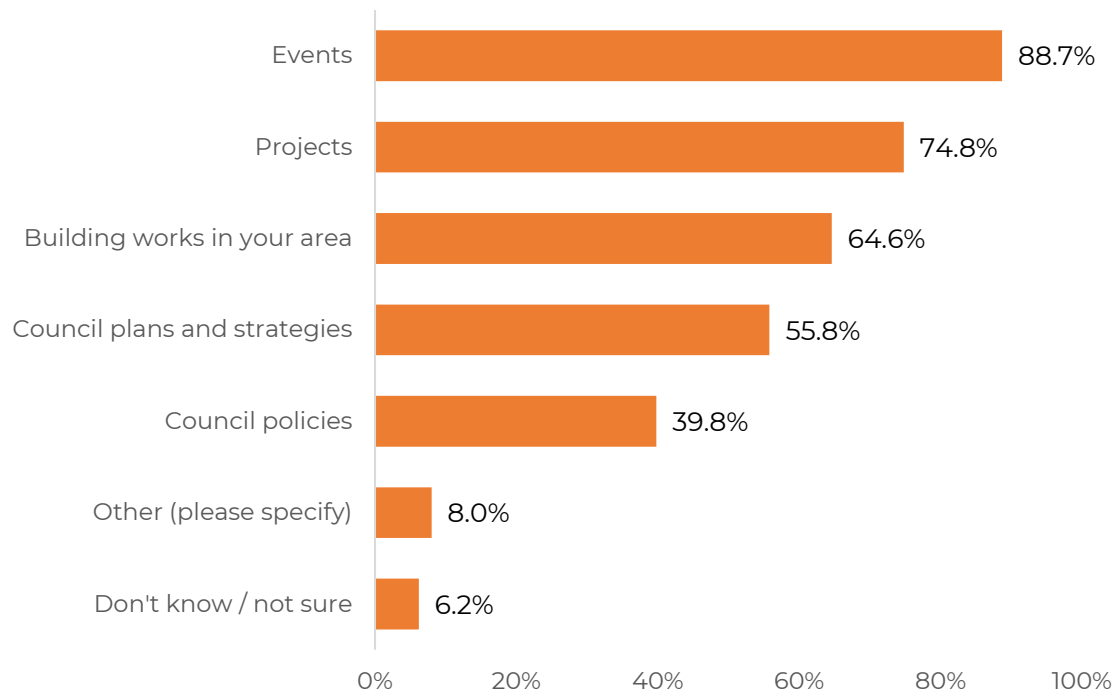 Events 88.7%
Projects 74.8%
Building works in your area 64.6%
Council plans and strategies 55.8%
Council policies 39.8%
Other (please specify) 8.0%
Don't know / not sure 6.2%
0% 20% 40% 60% 80% 100%